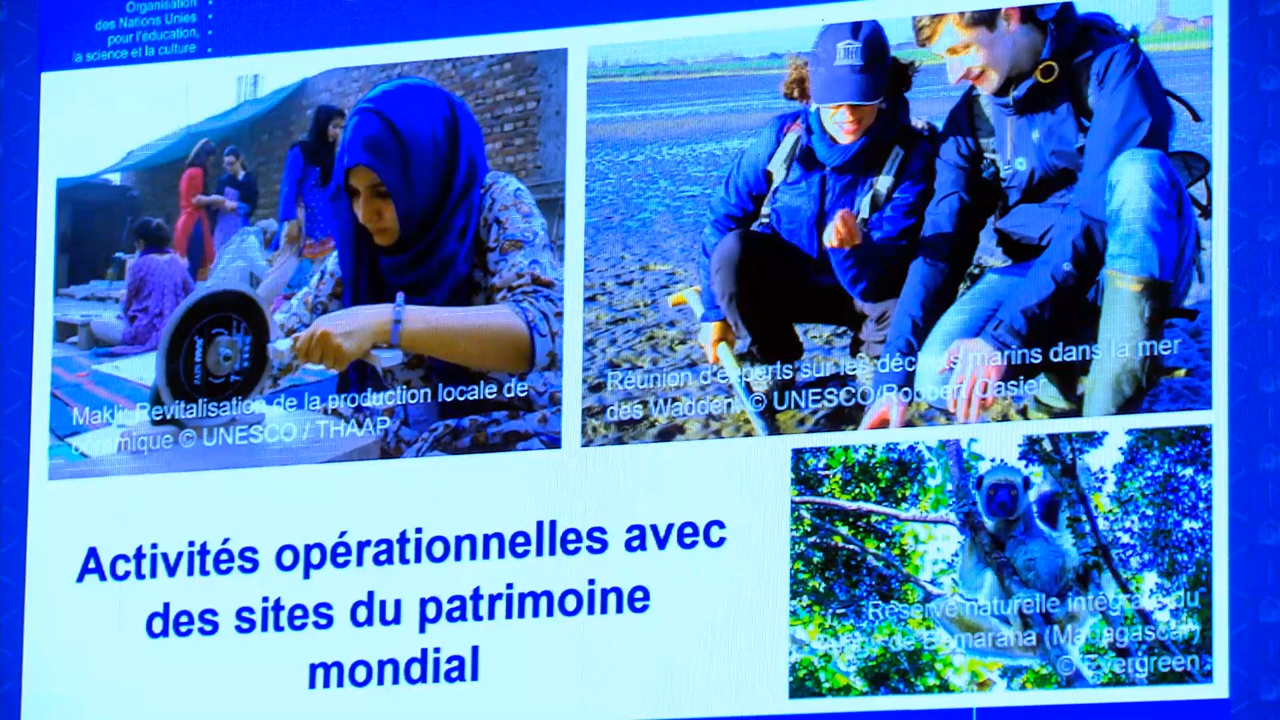 Organisation
des Nations Unies
pour l'éducation,
la science et la culture
Makli: Revitalisation de la production locale de
céramique © UNESCO / THAAP
Réunion d'experts sur les déchets marins dans la mer
des Wadden © UNESCO/Robbert Casier
Activités opérationnelles avec
des sites du patrimoine
mondial
Réserve naturelle intégrale du
de Bemaraha (Madagascar)
© Evergreen